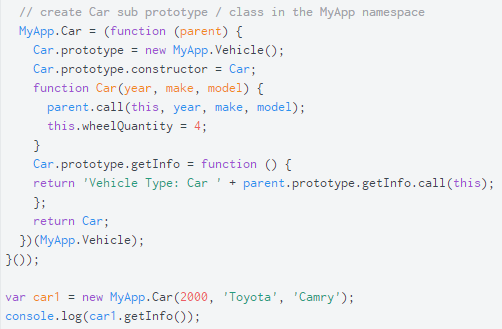 // create Car sub prototype / class in the MyApp namespace
MyApp.Car = (function (parent) {
Car.prototype = new MyApp.Vehicle();
Car.prototype.constructor = Car;
function Car(year, make, model) {
parent.call(this, year, make, model);
this.wheelQuantity = 4;
}
Car.prototype.getInfo = function () {
return 'Vehicle Type: Car ' + parent.prototype.getInfo.call(this);
};
return Car;
})(MyApp.Vehicle);
}());
var car1 = new MyApp.Car(2000, 'Toyota', 'Camry');
console.log(car1.getInfo());